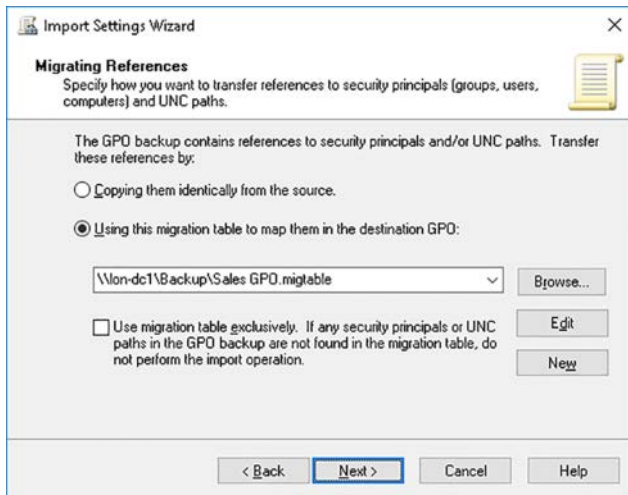 Import Settings Wizard
Migrating References
Specify how you want to transfer references to security principals (groups, users,
computers) and UNC paths.
The GPO backup contains references to security principals and/or UNC paths. Transfer
these references by:
Copying them identically from the source.
Using this migration table to map them in the destination GPO:
\\lon-dc1\Backup\Sales GPO.migtable
Browse...
Use migration table exclusively. If any security principals or UNC
paths in the GPO backup are not found in the migration table, do
not perform the import operation.
Edit
New
< Back
Next >
Cancel
Help